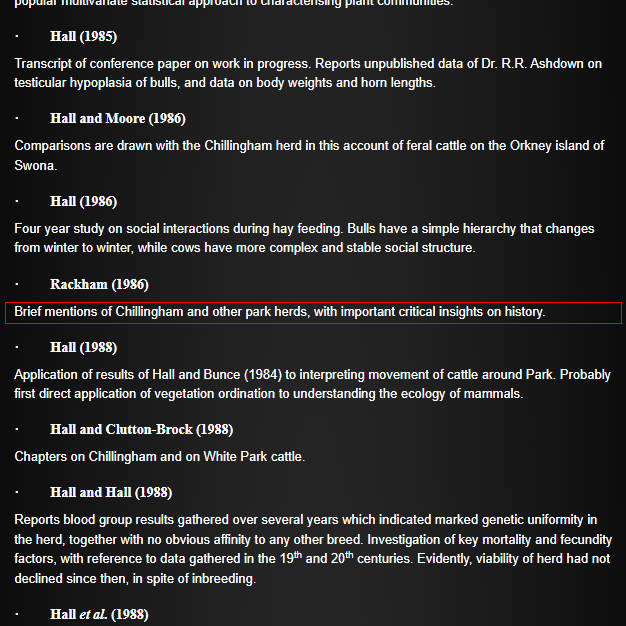 popular multivariate statistical approach to characterising plant communities.
· Hall (1985)
Transcript of conference paper on work in progress. Reports unpublished data of Dr. R.R. Ashdown on
testicular hypoplasia of bulls, and data on body weights and horn lengths.
· Hall and Moore (1986)
Comparisons are drawn with the Chillingham herd in this account of feral cattle on the Orkney island of
Swona.
· Hall (1986)
Four year study on social interactions during hay feeding. Bulls have a simple hierarchy that changes
from winter to winter, while cows have more complex and stable social structure.
· Rackham (1986)
Brief mentions of Chillingham and other park herds, with important critical insights on history.
· Hall (1988)
Application of results of Hall and Bunce (1984) to interpreting movement of cattle around Park. Probably
first direct application of vegetation ordination to understanding the ecology of mammals.
· Hall and Clutton-Brock (1988)
Chapters on Chillingham and on White Park cattle.
· Hall and Hall (1988)
Reports blood group results gathered over several years which indicated marked genetic uniformity in
the herd, together with no obvious affinity to any other breed. Investigation of key mortality and fecundity
factors, with reference to data gathered in the 19th and 20th centuries. Evidently, viability of herd had not
declined since then, in spite of inbreeding.
· Hall et al. (1988)